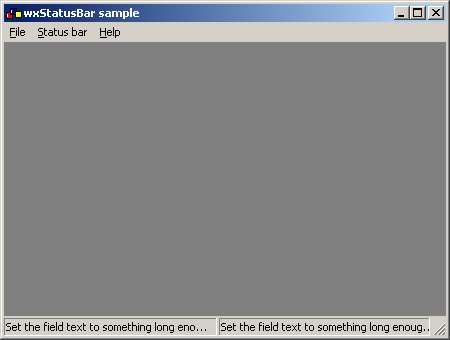 wxStatusBar sample
File Status bar Help
Set the field text to something long eno... Set the field text to something long enoug..